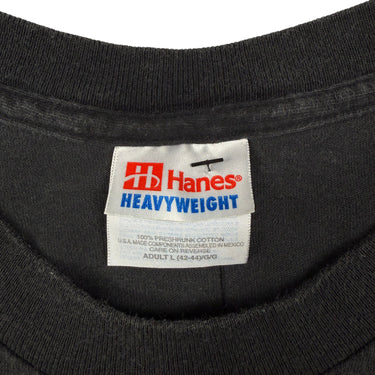 Hanes®
HEAVYWEIGHT
100% PRESHRUNK COTTON
U.S.A. MADE COMPONENTS ASSEMBLED IN MEXICO
CARE ON REVERSE
ADULT L (42-44)/G/G